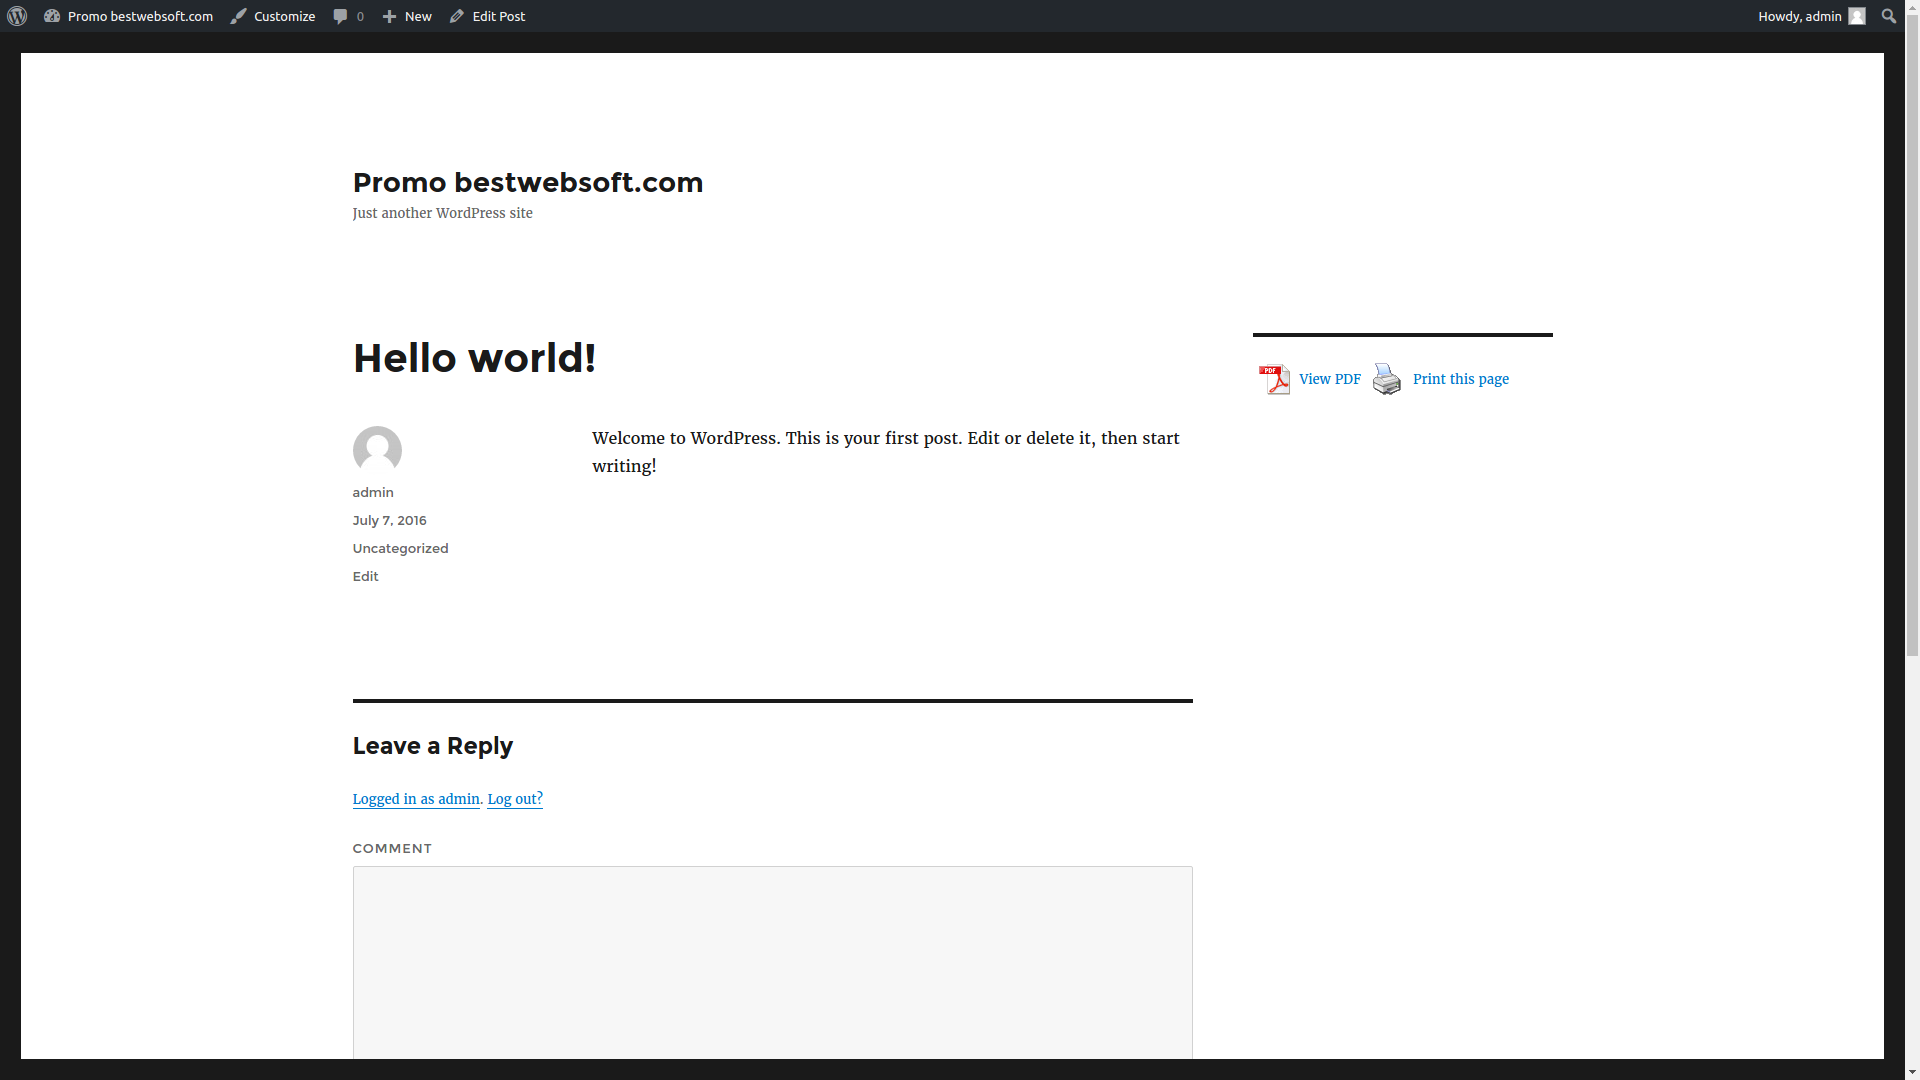 Promo bestwebsoft.com Customize 0 New Edit Post Howdy, admin
Promo bestwebsoft.com
Just another WordPress site
Hello world!
PDF View PDF Print this page
Welcome to WordPress. This is your first post. Edit or delete it, then start
writing!
admin
July 7, 2016
Uncategorized
Edit
Leave a Reply
Logged in as admin. Log out?
COMMENT